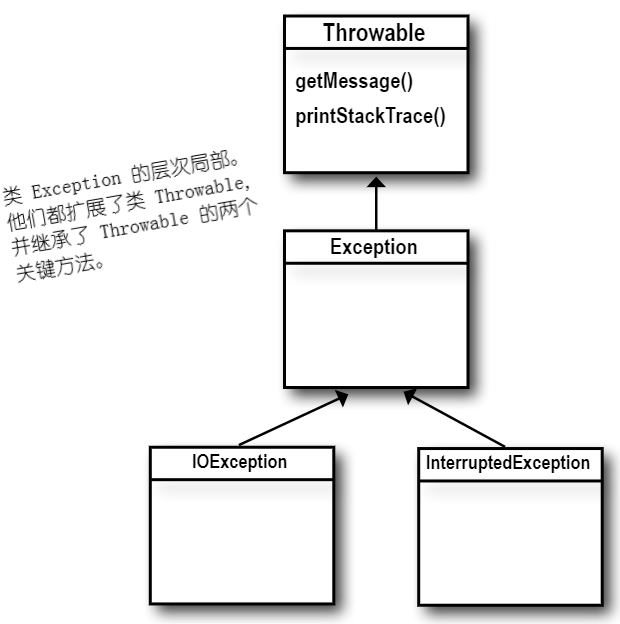 Throwable
getMessage()
printStackTrace()
类 Exception 的层次局部。
他们都扩展了类 Throwable,
并继承了 Throwable 的两个
关键方法。
Exception
IOException
InterruptedException